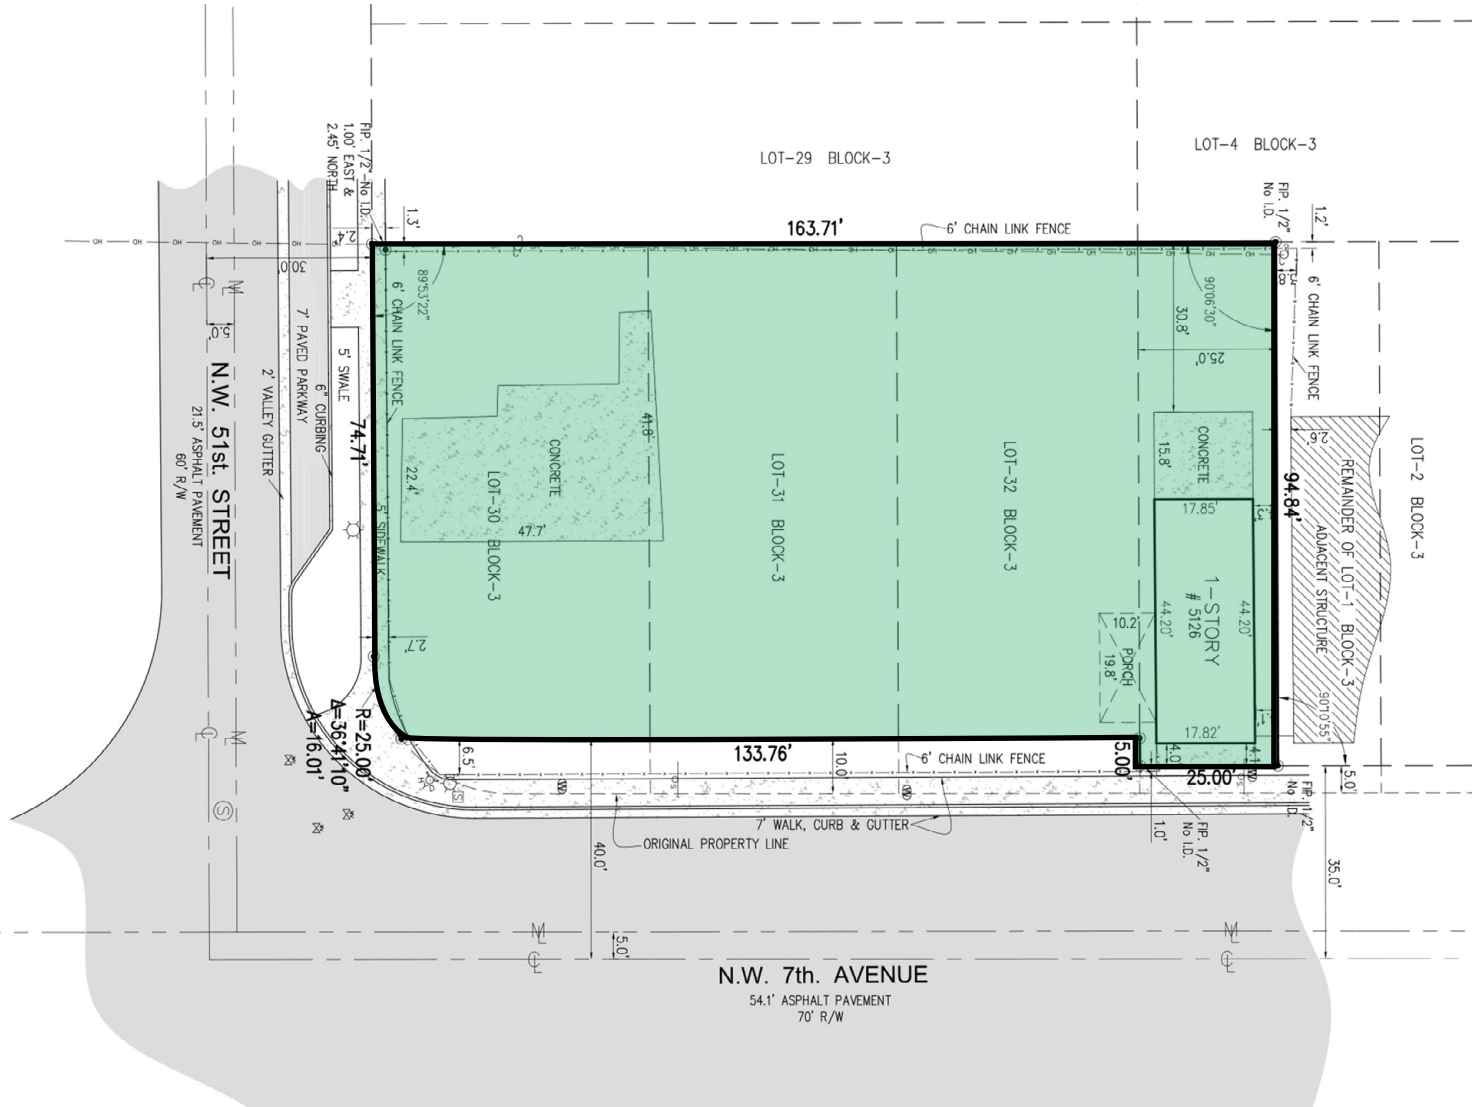 LOT-29 BLOCK-3
LOT-4 BLOCK-3
FIP. 1/2" -No I.D.
1.00' EAST &
2.45' NORTH
1.3'
163.71'
6' CHAIN LINK FENCE
FIP. 1/2"
No I.D.
1.2'
OH OH OH OH OH OH OH OH
2.4'
30.0'
5.0'
89°53'22"
6' CHAIN LINK FENCE
90°06'30"
30.8'
25.0'
6' CHAIN LINK FENCE
7' PAVED PARKWAY
5' SWALE
6" CURBING
2' VALLEY GUTTER
74.71'
N.W. 51st. STREET
21.5' ASPHALT PAVEMENT
60' R/W
5' SIDEWALK
2.7'
22.4'
CONCRETE
41.8'
47.7'
LOT-30 BLOCK-3
LOT-31 BLOCK-3
LOT-32 BLOCK-3
CONCRETE
15.8'
17.85'
2.6'
94.84'
REMAINDER OF LOT-1 BLOCK-3
ADJACENT STRUCTURE
LOT-2 BLOCK-3
1-STORY
# 5126
44.20'
44.20'
10.2'
PORCH
19.8'
17.82'
90°10'55"
R=25.00'
Δ=36°41'10"
A=16.01'
6.5'
133.76'
10.0'
6' CHAIN LINK FENCE
5.00'
4.0'
4.1'
25.00'
5.0'
FIP. 1/2"
No I.D.
7' WALK, CURB & GUTTER
ORIGINAL PROPERTY LINE
1.0'
FIP. 1/2"
No I.D.
40.0'
35.0'
5.0'
N.W. 7th. AVENUE
54.1' ASPHALT PAVEMENT
70' R/W